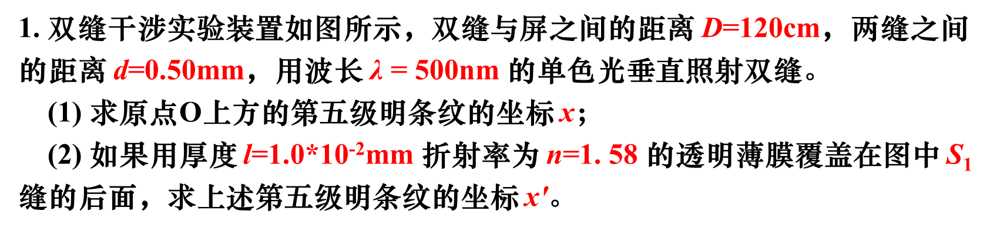 1. 双缝干涉实验装置如图所示，双缝与屏之间的距离 D=120cm，两缝之间
的距离 d=0.50mm，用波长 λ = 500nm 的单色光垂直照射双缝。
(1) 求原点O上方的第五级明条纹的坐标 x；
(2) 如果用厚度 l=1.0*10⁻²mm 折射率为 n=1. 58 的透明薄膜覆盖在图中 S₁
缝的后面，求上述第五级明条纹的坐标 x′。